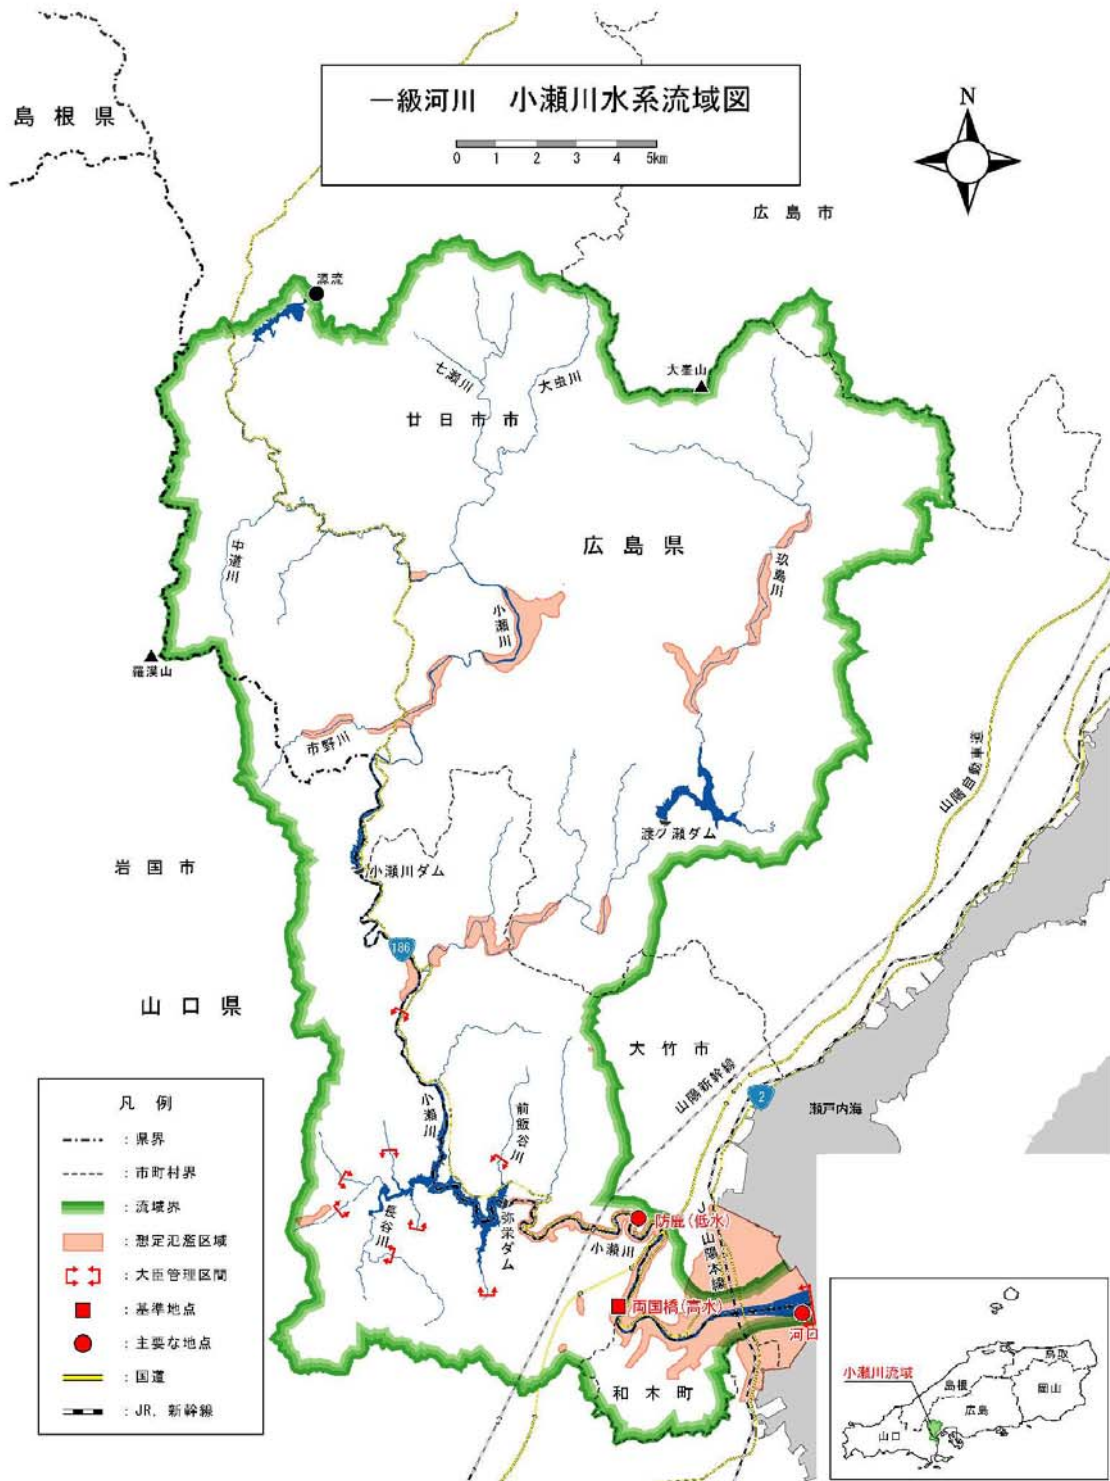 一級河川 小瀬川水系流域図
0 1 2 3 4 5km
N
島根県
広島市
源流
大峯山
七瀬川
大虫川
廿日市市
広島県
中道川
玖島川
小瀬川
羅漢山
市野川
山陽自動車道
渡ノ瀬ダム
岩国市
小瀬川ダム
186
山口県
大竹市
山陽新幹線
2
瀬戸内海
小瀬川
前飯谷川
長谷川
弥栄ダム
防鹿(低水)
小瀬川
JR山陽本線
両国橋(高水)
河口
和木町
凡例
:県界
:市町村界
:流域界
:想定氾濫区域
:大臣管理区間
:基準地点
:主要な地点
:国道
:JR, 新幹線
小瀬川流域
鳥取
島根
岡山
広島
山口